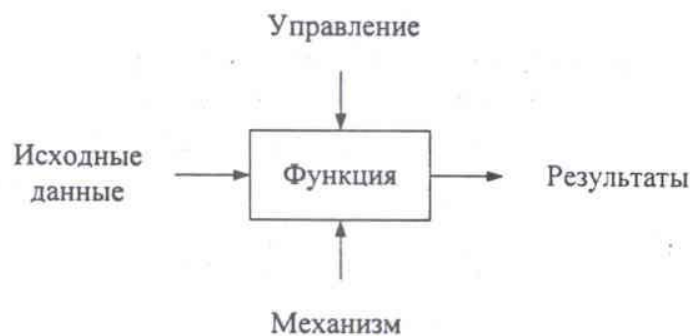 Управление
Исходные
данные
Функция
Результаты
Механизм